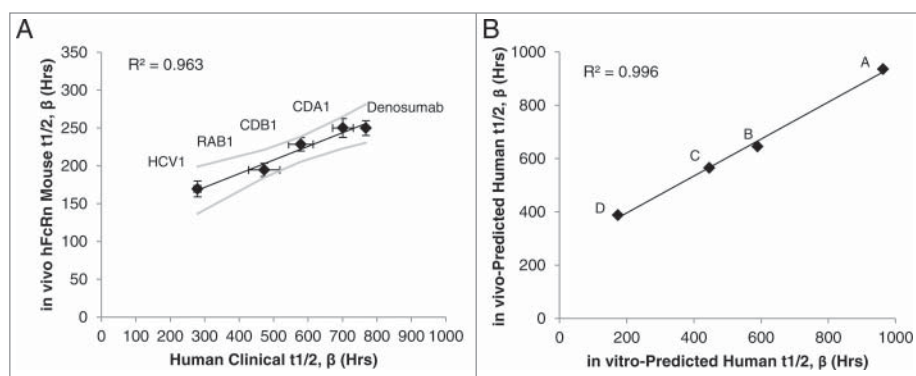 A
350
300
250
200
150
100
50
0
in vivo hFcRn Mouse t1/2, β (Hrs)
R² = 0.963
HCV1
RAB1
CDB1
CDA1
Denosumab
0 100 200 300 400 500 600 700 800 900 1000
Human Clinical t1/2, β (Hrs)
B
1000
800
600
400
200
0
in vivo-Predicted Human t1/2, β (Hrs)
R² = 0.996
A
B
C
D
0 200 400 600 800 1000
in vitro-Predicted Human t1/2, β (Hrs)